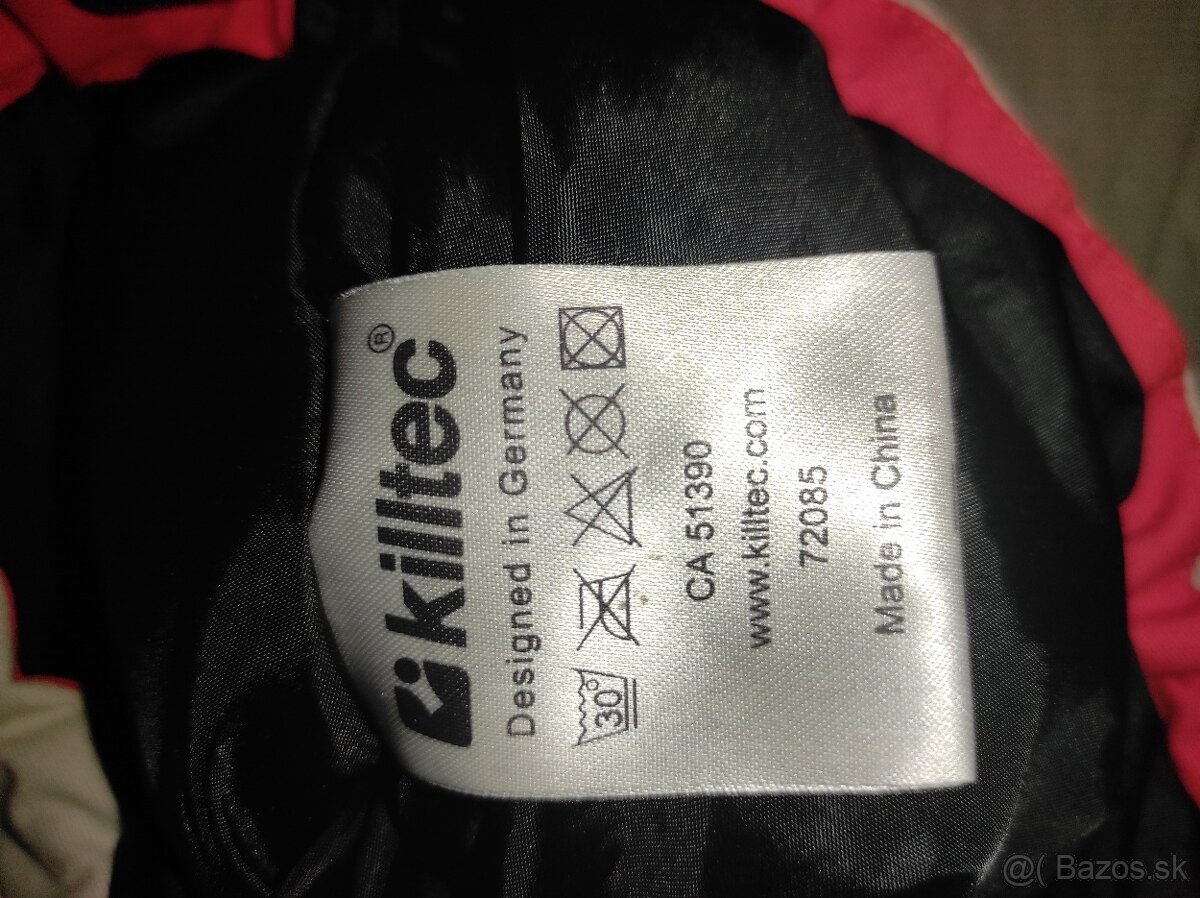 killtec®
Designed in Germany
30°
CA 51390
www.killtec.com
72085
Made in China
@( Bazos.sk